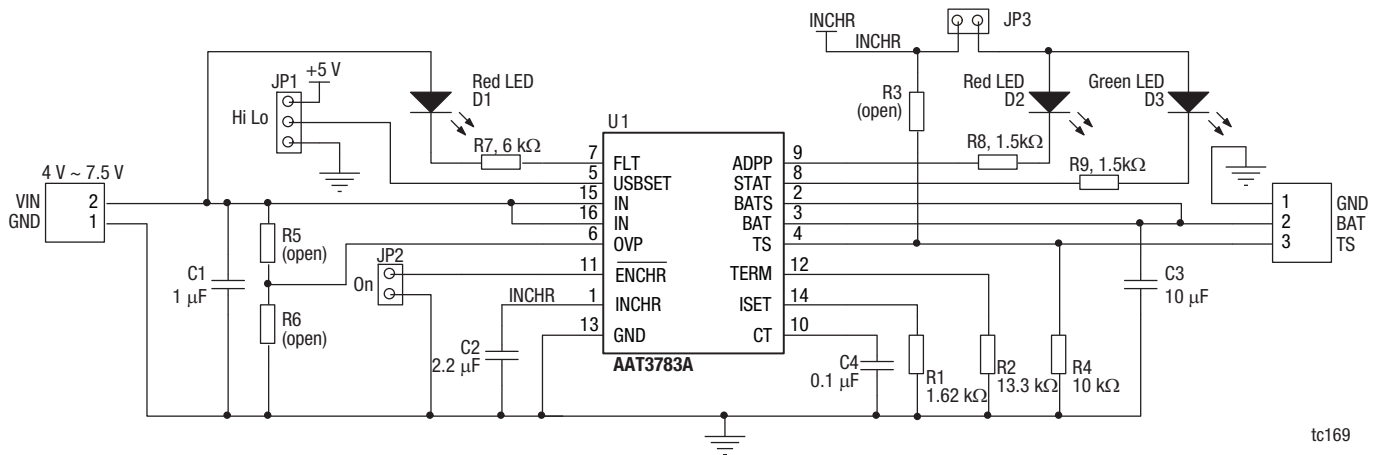 INCHR
INCHR
JP3
+5 V
JP1
Hi Lo
Red LED
D1
R3
(open)
Red LED
D2
Green LED
D3
U1
R7, 6 kΩ
R8, 1.5kΩ
R9, 1.5kΩ
4 V ~ 7.5 V
VIN 2
GND 1
7 FLT
5 USBSET
15 IN
16 IN
6 OVP
11 ENCHR
1 INCHR
13 GND
ADPP 9
STAT 8
BATS 2
BAT 3
TS 4
TERM 12
ISET 14
CT 10
AAT3783A
1 GND
2 BAT
3 TS
R5
(open)
C1
1 μF
R6
(open)
JP2
On
INCHR
C2
2.2 μF
C3
10 μF
C4
0.1 μF
R1
1.62 kΩ
R2
13.3 kΩ
R4
10 kΩ
tc169